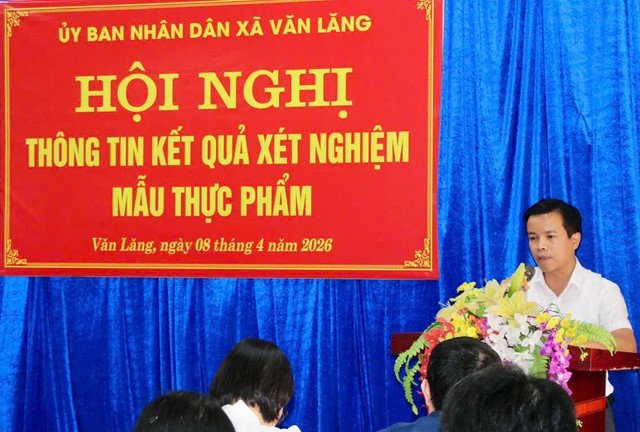 ỦY BAN NHÂN DÂN XÃ VĂN LĂNG
HỘI NGHỊ
THÔNG TIN KẾT QUẢ XÉT NGHIỆM
MẪU THỰC PHẨM
Văn Lăng, ngày 08 tháng 4 năm 2026